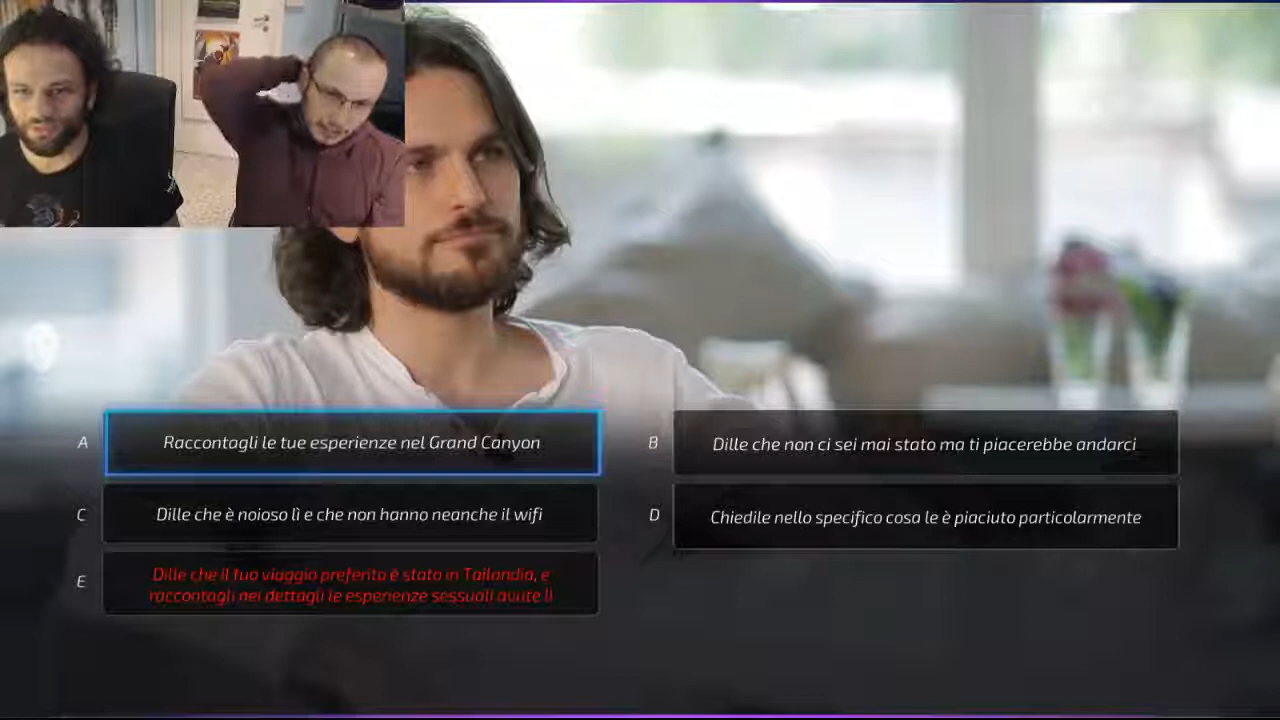 A Raccontagli le tue esperienze nel Grand Canyon
B Dille che non ci sei mai stato ma ti piacerebbe andarci
C Dille che è noioso lì e che non hanno neanche il wifi
D Chiedile nello specifico cosa le è piaciuto particolarmente
E Dille che il tuo viaggio preferito è stato in Tailandia, e
raccontagli nei dettagli le esperienze sessuali avute lì